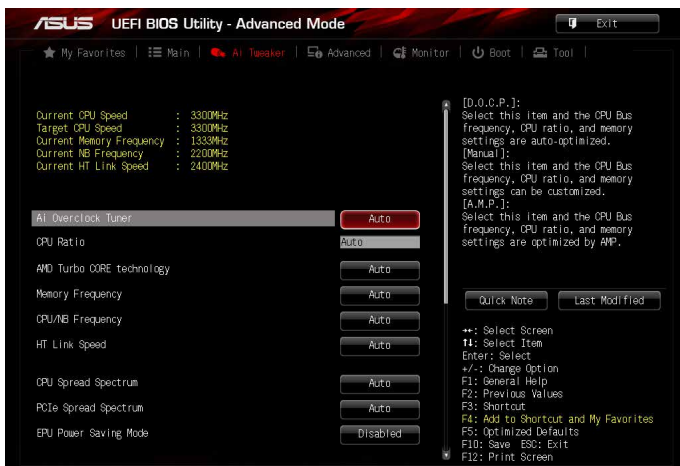 ASUS UEFI BIOS Utility - Advanced Mode
Exit
My Favorites | Main | Ai Tweaker | Advanced | Monitor | Boot | Tool |
Current CPU Speed : 3300MHz
Target CPU Speed : 3300MHz
Current Memory Frequency : 1333MHz
Current NB Frequency : 2200MHz
Current HT Link Speed : 2400MHz
Ai Overclock Tuner Auto
CPU Ratio Auto
AMD Turbo CORE technology Auto
Memory Frequency Auto
CPU/NB Frequency Auto
HT Link Speed Auto
CPU Spread Spectrum Auto
PCIe Spread Spectrum Auto
EPU Power Saving Mode Disabled
[D.O.C.P.]:
Select this item and the CPU Bus
frequency, CPU ratio, and memory
settings are auto-optimized.
[Manual]:
Select this item and the CPU Bus
frequency, CPU ratio, and memory
settings can be customized.
[A.M.P.]:
Select this item and the CPU Bus
frequency, CPU ratio, and memory
settings are optimized by AMP.
Quick Note Last Modified
→←: Select Screen
↑↓: Select Item
Enter: Select
+/-: Change Option
F1: General Help
F2: Previous Values
F3: Shortcut
F4: Add to Shortcut and My Favorites
F5: Optimized Defaults
F10: Save ESC: Exit
F12: Print Screen